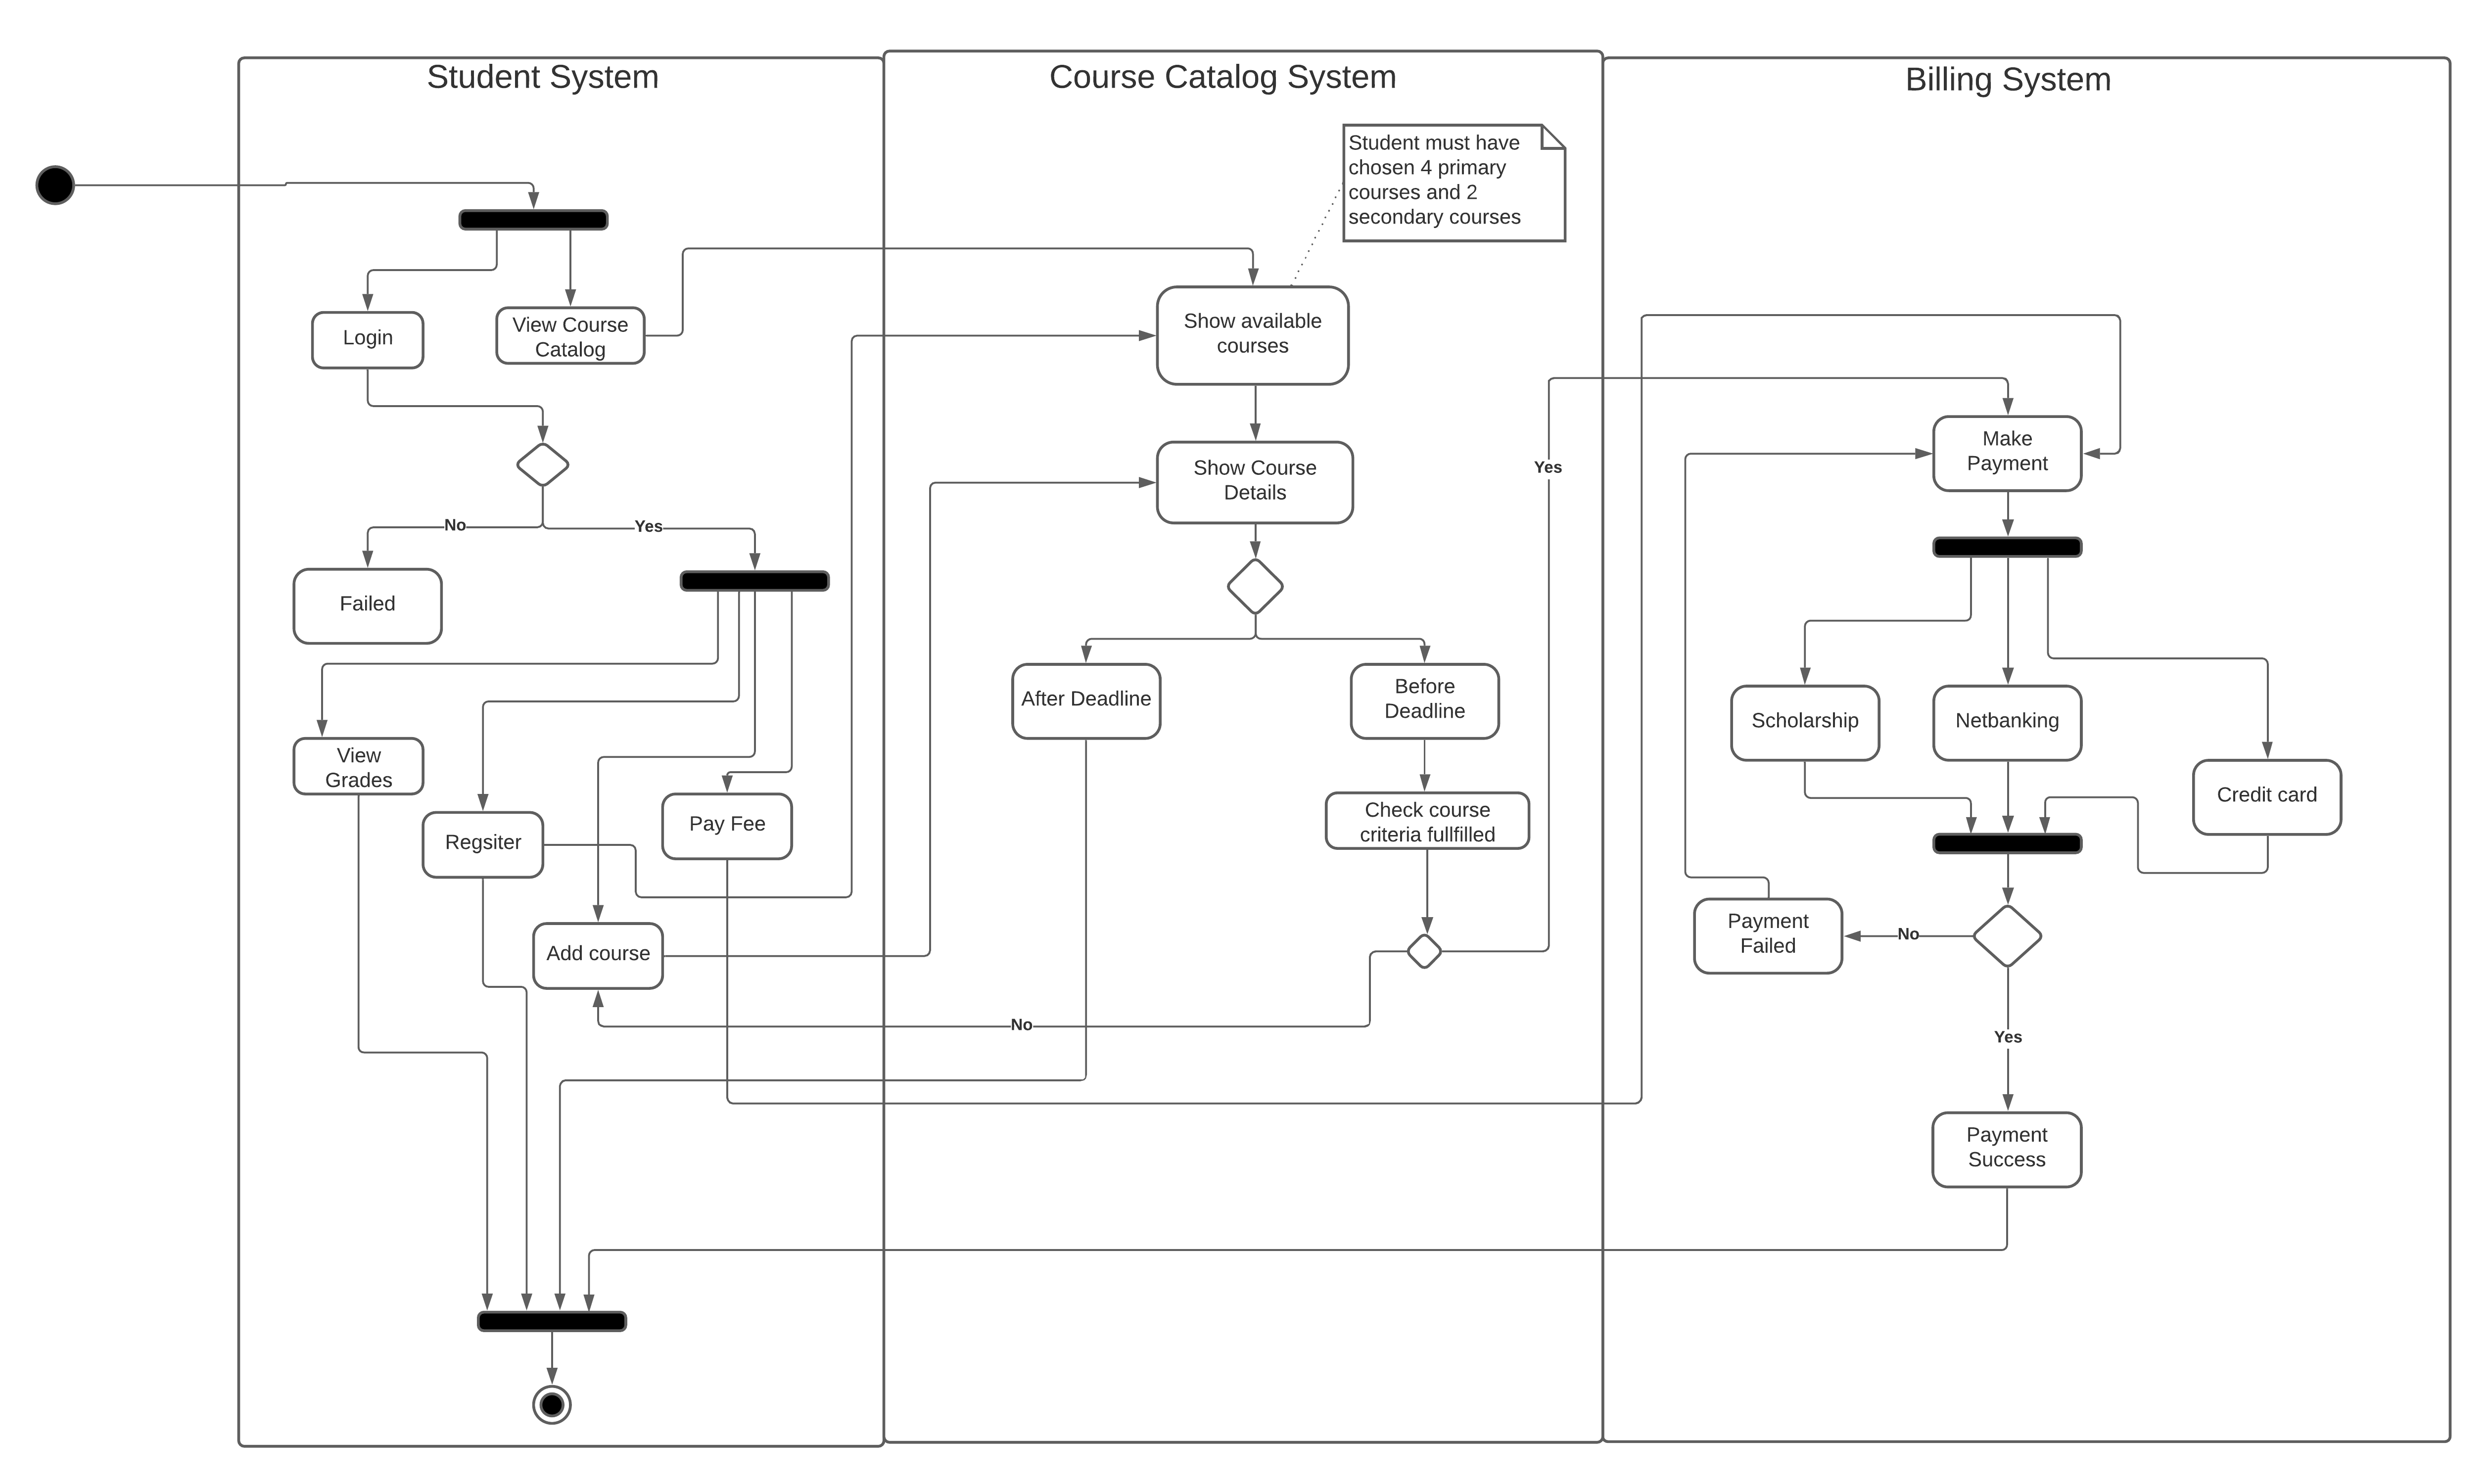 Student System
Course Catalog System
Billing System
Student must have
chosen 4 primary
courses and 2
secondary courses
Login
View Course
Catalog
Show available
courses
Make
Payment
Show Course
Details
Yes
No
Yes
Failed
After Deadline
Before
Deadline
Scholarship
Netbanking
Credit card
View
Grades
Regsiter
Pay Fee
Check course
criteria fullfilled
Add course
Payment
Failed
No
No
Yes
Payment
Success